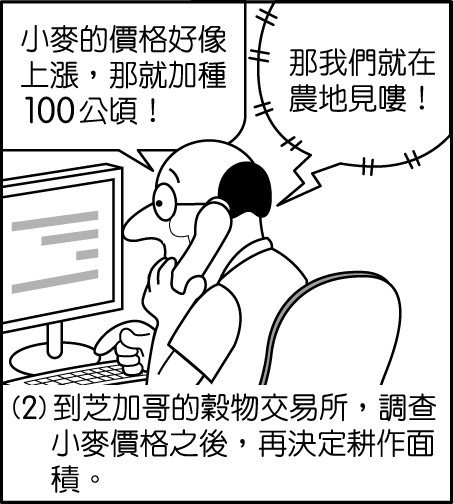 小麥的價格好像
上漲，那就加種
100公頃！
那我們就在
農地見嘍！
(2)到芝加哥的穀物交易所，調查
小麥價格之後，再決定耕作面
積。